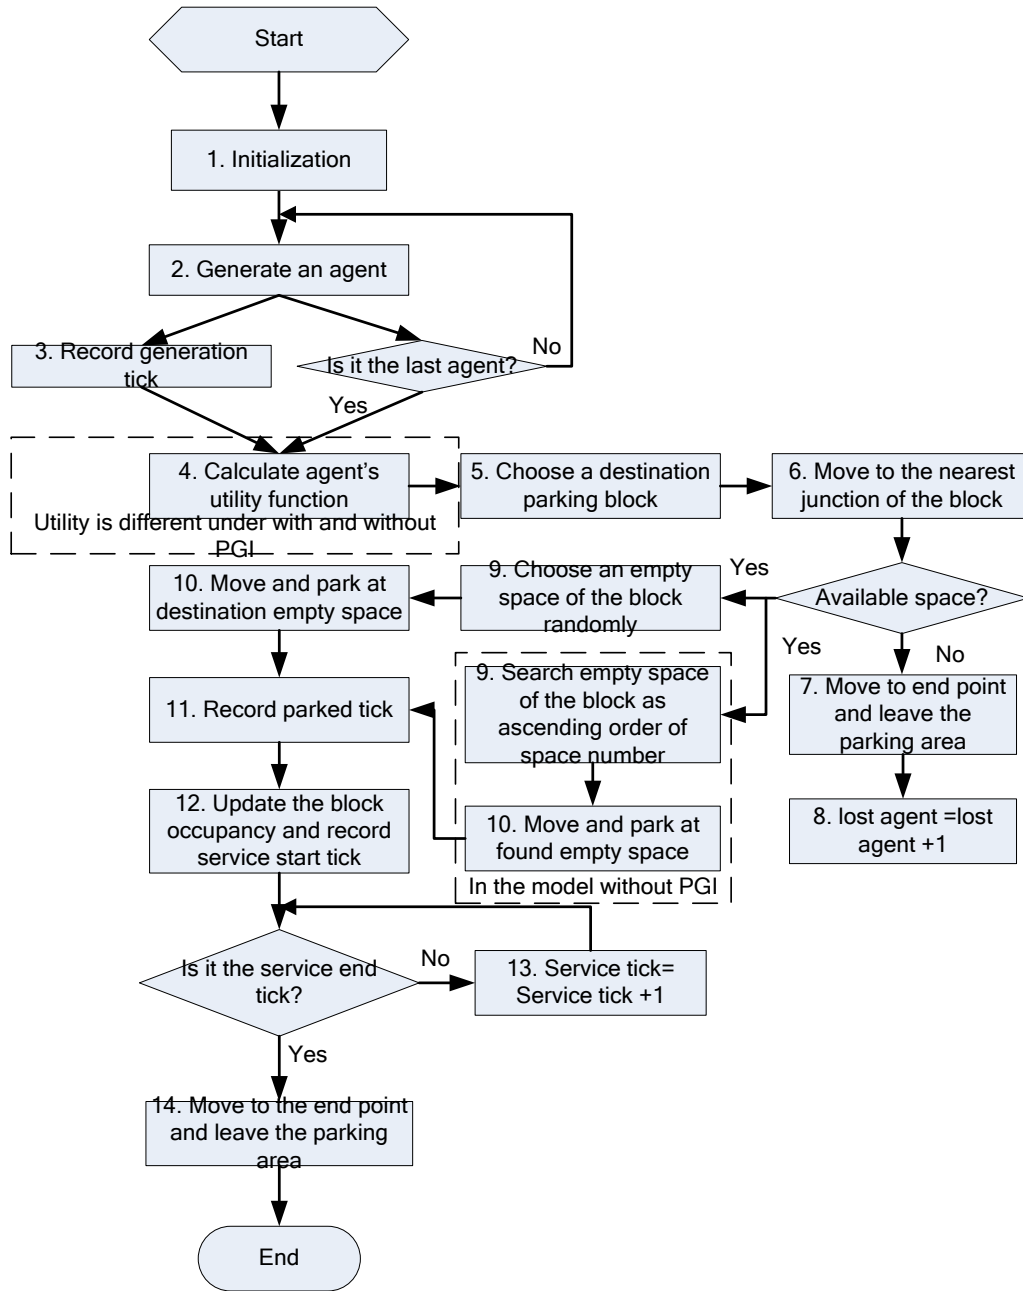 Start
1. Initialization
2. Generate an agent
3. Record generation
tick
Is it the last agent?
No
Yes
4. Calculate agent's
utility function
Utility is different under with and without
PGI
5. Choose a destination
parking block
6. Move to the nearest
junction of the block
Available space?
Yes
Yes
No
9. Choose an empty
space of the block
randomly
10. Move and park at
destination empty space
9. Search empty space
of the block as
ascending order of
space number
10. Move and park at
found empty space
In the model without PGI
7. Move to end point
and leave the
parking area
8. lost agent =lost
agent +1
11. Record parked tick
12. Update the block
occupancy and record
service start tick
Is it the service end
tick?
No
13. Service tick=
Service tick +1
Yes
14. Move to the end point
and leave the parking
area
End